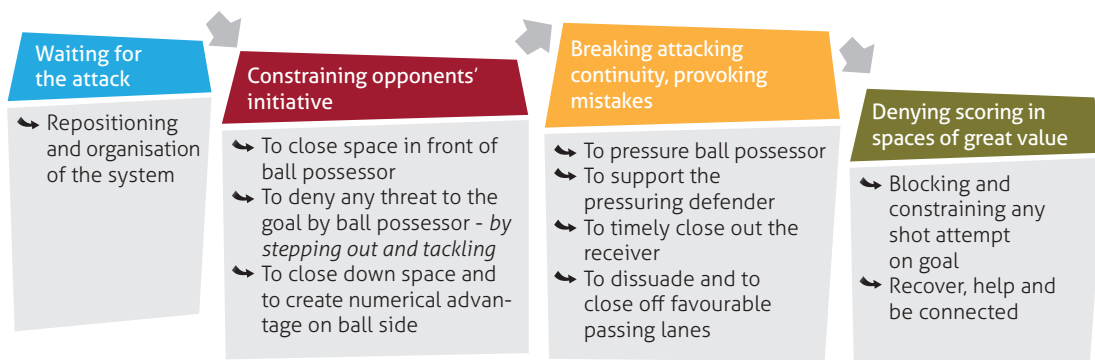 Waiting for
the attack
Repositioning
and organisation
of the system
Constraining opponents’
initiative
To close space in front of
ball possessor
To deny any threat to the
goal by ball possessor - by
stepping out and tackling
To close down space and
to create numerical advan-
tage on ball side
Breaking attacking
continuity, provoking
mistakes
To pressure ball possessor
To support the
pressuring defender
To timely close out the
receiver
To dissuade and to
close off favourable
passing lanes
Denying scoring in
spaces of great value
Blocking and
constraining any
shot attempt
on goal
Recover, help and
be connected